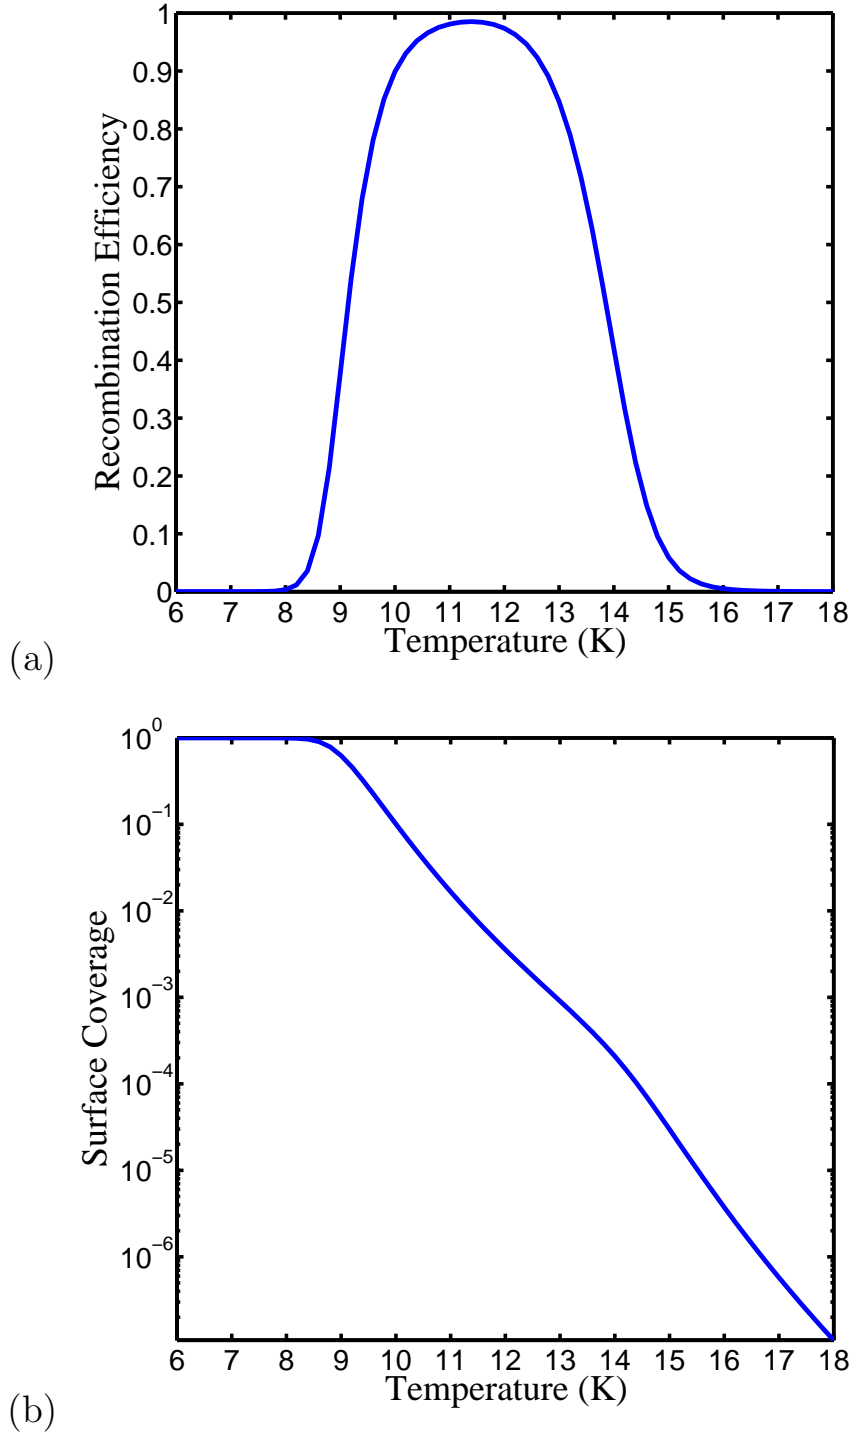 1
0.9
0.8
0.7
0.6
0.5
0.4
0.3
0.2
0.1
0
Recombination Efficiency
6 7 8 9 10 11 12 13 14 15 16 17 18
Temperature (K)
(a)
10^0
10^−1
10^−2
10^−3
10^−4
10^−5
10^−6
Surface Coverage
6 7 8 9 10 11 12 13 14 15 16 17 18
Temperature (K)
(b)